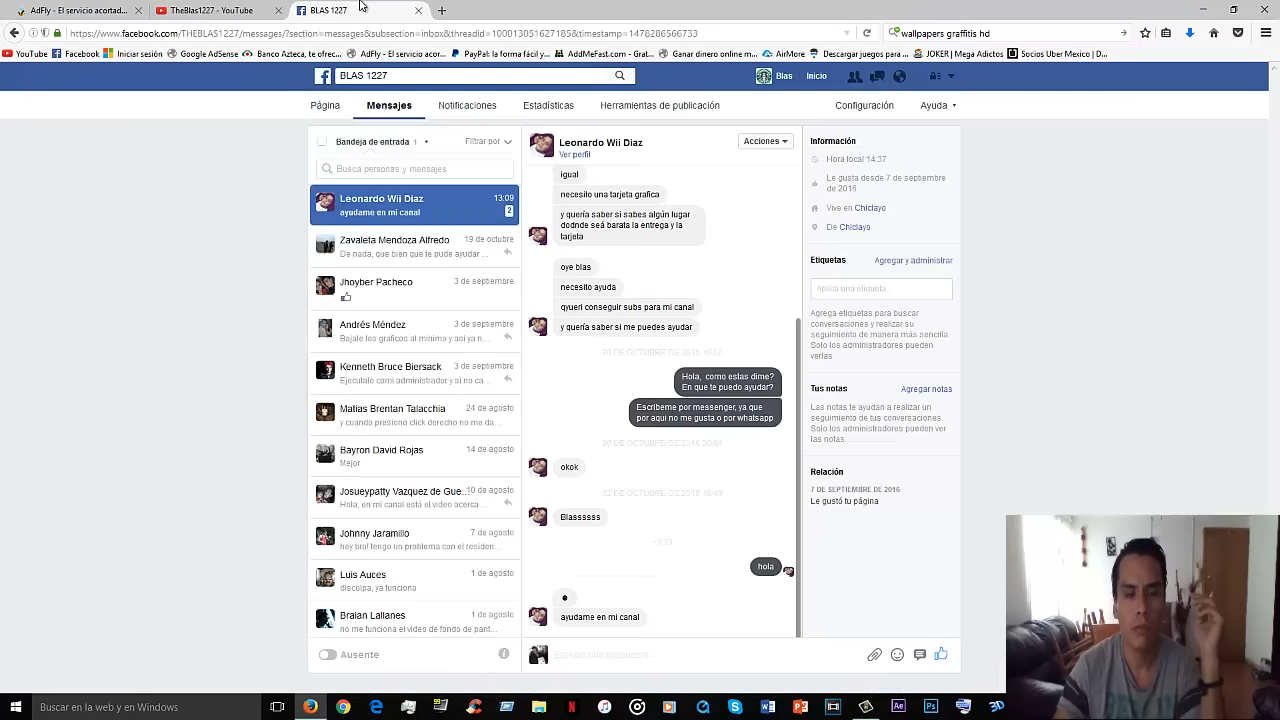 AdFly - El servicio acortad...
TheBlas1227 - YouTube
BLAS 1227
https://www.facebook.com/THEBLAS1227/messages/?section=messages&subsection=inbox&threadid=100013051627185&timestamp=1478286566733
wallpapers graffitis hd
YouTube
Facebook
Iniciar sesión
Google AdSense
Banco Azteca, te ofrec...
AdFly - El servicio acor...
PayPal: la forma fácil y...
AddMeFast.com - Grat...
Ganar dinero online m...
AirMore
Descargar juegos para...
JOKER | Mega Adictos
Socios Uber Mexico | D...
BLAS 1227
Blas
Inicio
Página
Mensajes
Notificaciones
Estadísticas
Herramientas de publicación
Configuración
Ayuda
Bandeja de entrada 1
Filtrar por
Busca personas y mensajes
Leonardo Wii Diaz 13:09
ayudame en mi canal 2
Zavaleta Mendoza Alfredo 19 de octubre
De nada, que bien que te pude ayudar ...
Jhoyber Pacheco 3 de septiembre
Andrés Méndez 3 de septiembre
Bajale los graficos al minimo y asi ya n...
Kenneth Bruce Biersack 3 de septiembre
Ejecutalo comi administrador y si no ca...
Matias Brentan Talacchia 24 de agosto
y cuando presiono click derecho no me da...
Bayron David Rojas 14 de agosto
Mejor
Josueypatty Vazquez de Gue... 10 de agosto
Hola, en mi canal está el video acerca ...
Johnny Jaramillo 7 de agosto
hey bro! tengo un problema con el residen...
Luis Auces 1 de agosto
disculpa, ya funciono
Braian Lallanes 1 de agosto
no me funciona el video de fondo de pant...
Ausente
Leonardo Wii Diaz
Ver perfil
Acciones
igual
necesito una tarjeta grafica
y quería saber si sabes algún lugar
dodnde seá barata la entrega y la
tarjeta
oye blas
necesito ayuda
qyueri conseguir subs para mi canal
y quería saber si me puedes ayudar
Hola, como estas dime?
En que te puedo ayudar?
Escribeme por messenger, ya que
por aqui no me gusta o por whatsapp
okok
Blassssss
hola
ayudame en mi canal
Información
Hora local 14:37
Le gusta desde 7 de septiembre
de 2016
Vive en Chiclayo
De Chiclayo
Etiquetas
Agregar y administrar
Aplica una etiqueta...
Agrega etiquetas para buscar
conversaciones y realizar su
seguimiento de manera más sencilla
Solo los administradores pueden
verlas.
Tus notas
Agregar notas
Las notas te ayudan a realizar un
seguimiento de tus conversaciones.
Sólo los administradores pueden ver
las notas.
Relación
7 DE SEPTIEMBRE DE 2016
Le gustó tu página
Buscar en la web y en Windows